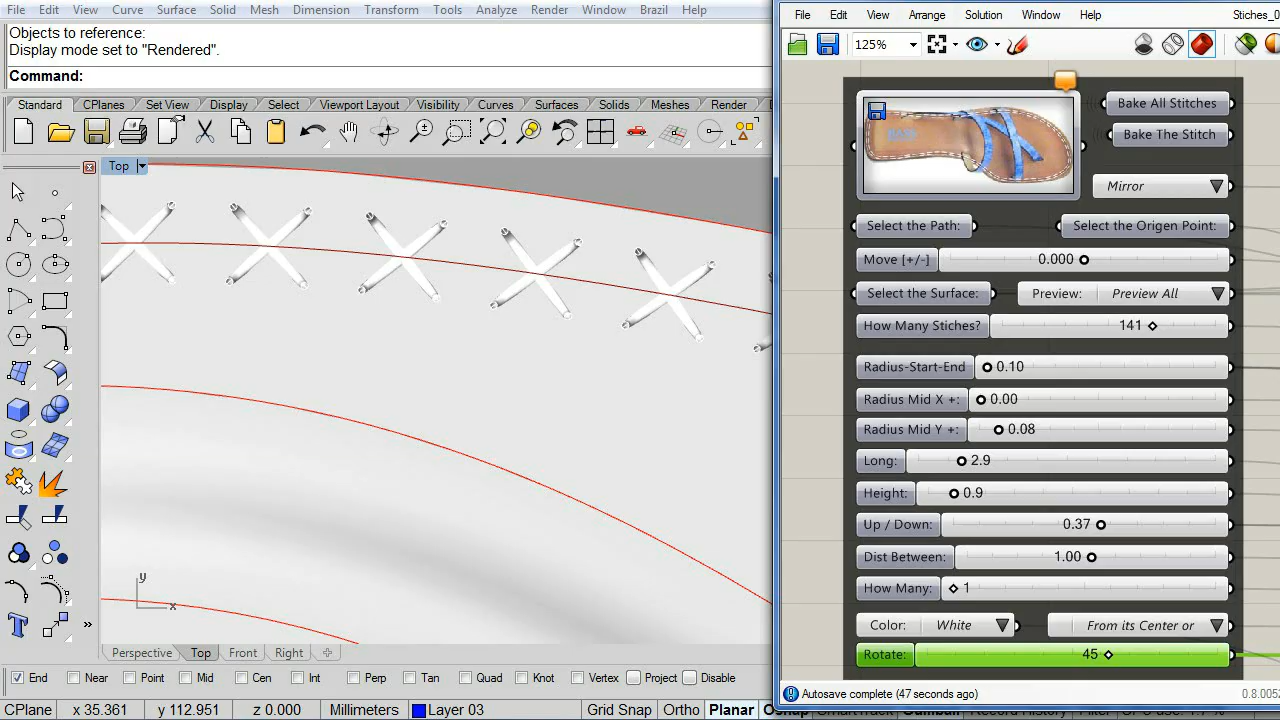 File Edit View Curve Surface Solid Mesh Dimension Transform Tools Analyze Render Window Brazil Help
Objects to reference:
Display mode set to "Rendered".
Command:
Standard CPlanes Set View Display Select Viewport Layout Visibility Curves Surfaces Solids Meshes Render D
Top
y
x
Perspective Top Front Right
End Near Point Mid Cen Int Perp Tan Quad Knot Vertex Project Disable
CPlane x 35.361 y 112.951 z 0.000 Millimeters Layer 03 Grid Snap Ortho Planar
File Edit View Arrange Solution Window Help Stiches_0
125%
Bake All Stitches
Bake The Stitch
Mirror
Select the Path: Select the Origen Point:
Move [+/-] 0.000
Select the Surface: Preview: Preview All
How Many Stiches? 141
Radius-Start-End 0.10
Radius Mid X +: 0.00
Radius Mid Y +: 0.08
Long: 2.9
Height: 0.9
Up / Down: 0.37
Dist Between: 1.00
How Many: 1
Color: White From its Center or
Rotate: 45
Autosave complete (47 seconds ago) 0.8.0052